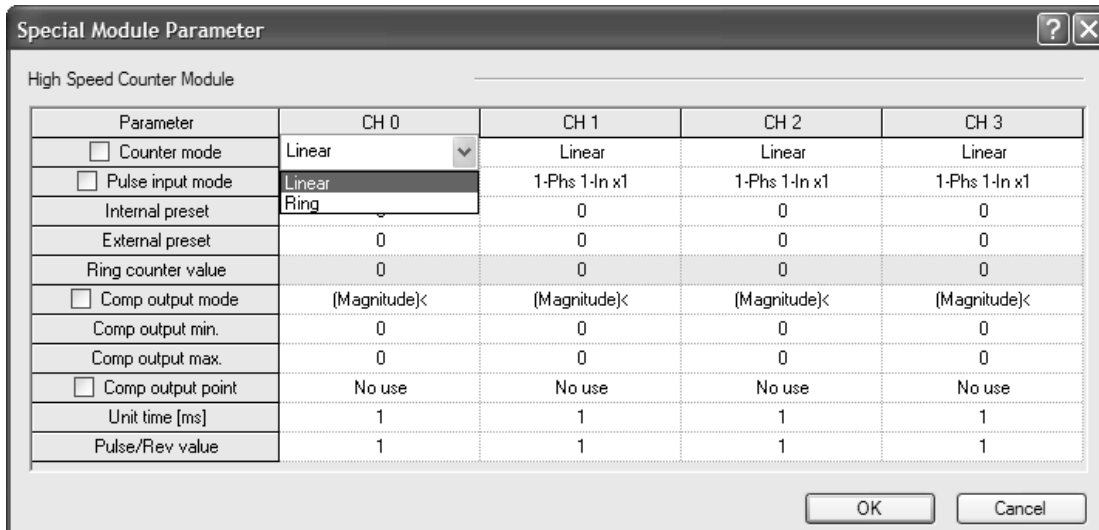 Special Module Parameter
High Speed Counter Module
Parameter CH 0 CH 1 CH 2 CH 3
Counter mode Linear Linear Linear Linear
Pulse input mode Linear 1-Phs 1-In x1 1-Phs 1-In x1 1-Phs 1-In x1
Ring
Internal preset 0 0 0
External preset 0 0 0 0
Ring counter value 0 0 0 0
Comp output mode (Magnitude)< (Magnitude)< (Magnitude)< (Magnitude)<
Comp output min. 0 0 0 0
Comp output max. 0 0 0 0
Comp output point No use No use No use No use
Unit time [ms] 1 1 1 1
Pulse/Rev value 1 1 1 1
OK Cancel